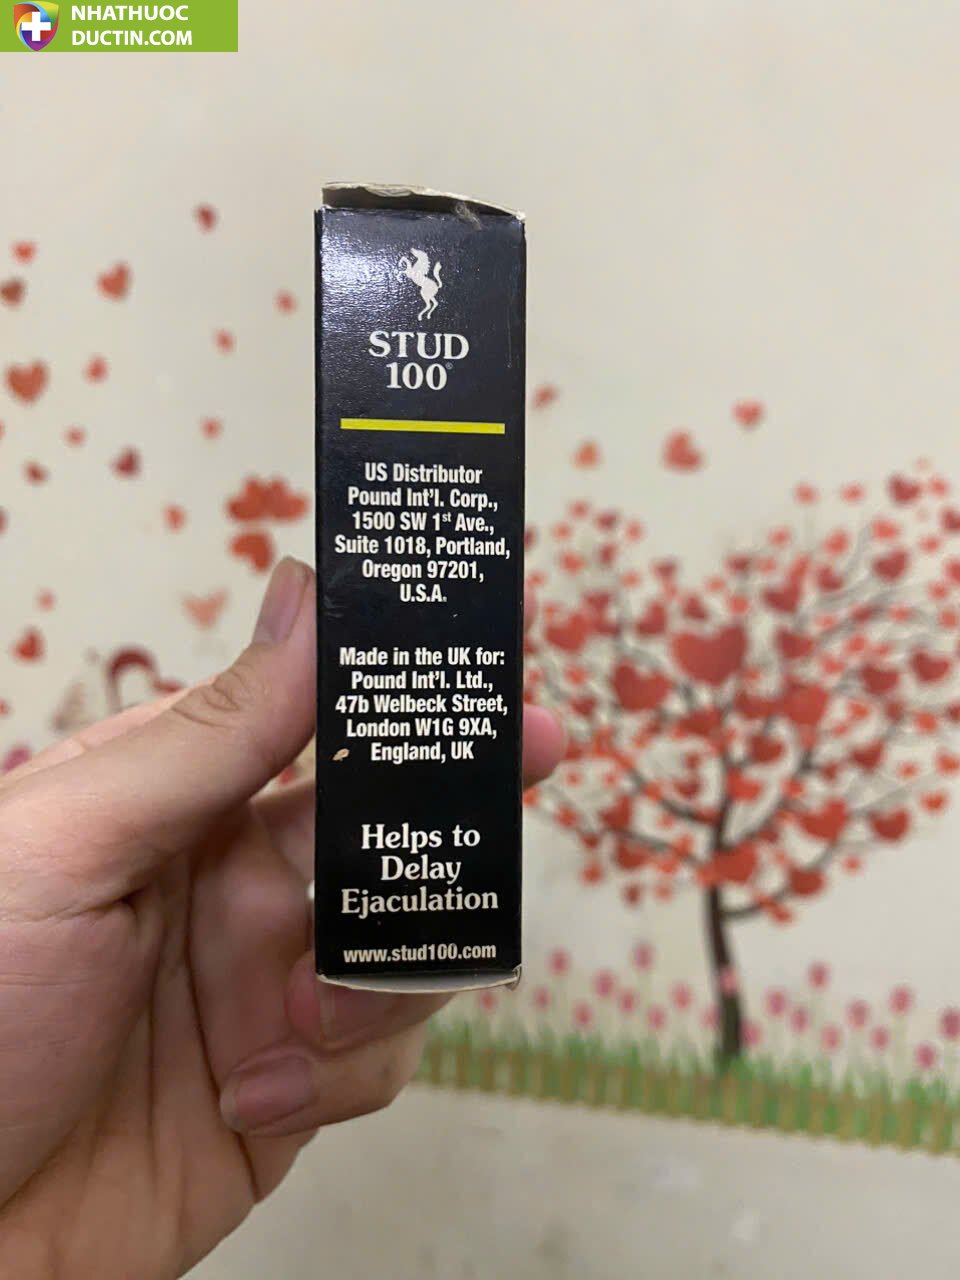 NHATHUOC
DUCTIN.COM
STUD
100®
US Distributor
Pound Int'l. Corp.,
1500 SW 1st Ave.,
Suite 1018, Portland,
Oregon 97201,
U.S.A.
Made in the UK for:
Pound Int'l. Ltd.,
47b Welbeck Street,
London W1G 9XA,
England, UK
Helps to
Delay
Ejaculation
www.stud100.com